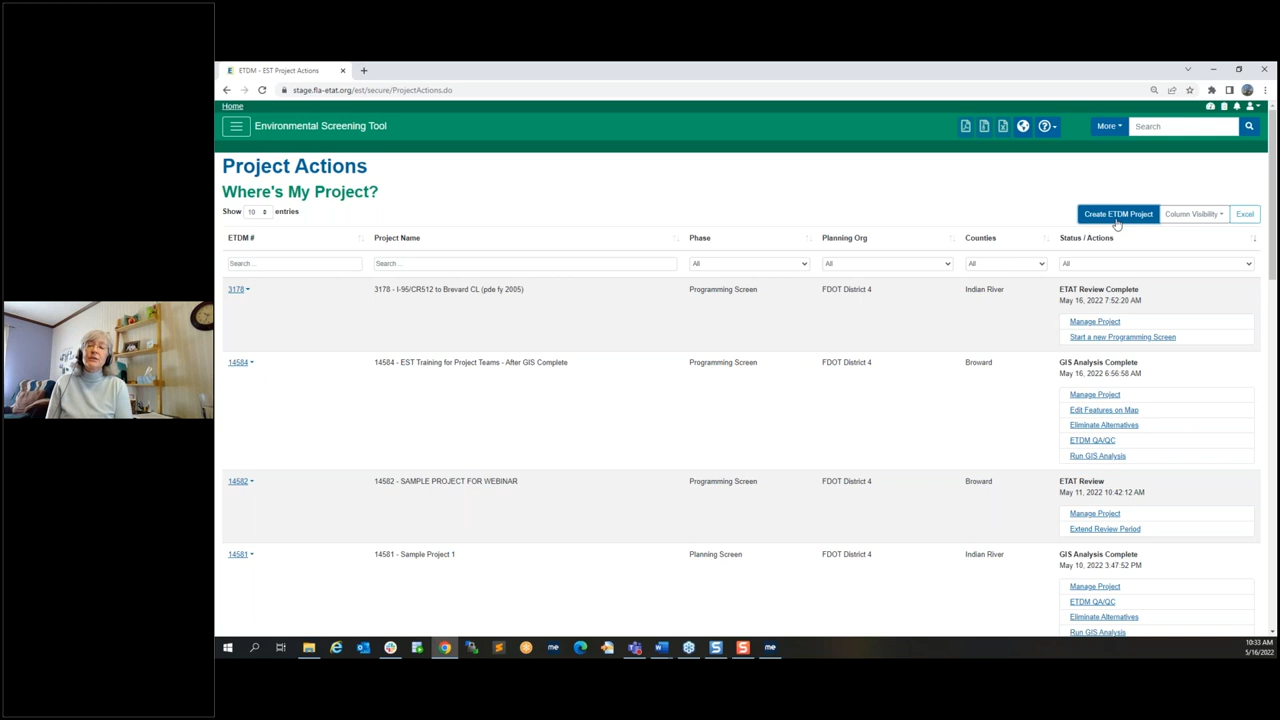 ETDM - EST Project Actions
stage.fla-etat.org/est/secure/ProjectActions.do
Home
Environmental Screening Tool
More
Search
Project Actions
Where's My Project?
Show 10 entries
Create ETDM Project
Column Visibility
Excel
ETDM # Project Name Phase Planning Org Counties Status / Actions
Search... Search... All All All All
3178 3178 - I-95/CR512 to Brevard CL (pde fy 2005) Programming Screen FDOT District 4 Indian River ETAT Review Complete
May 16, 2022 7:52:20 AM
Manage Project
Start a new Programming Screen
14584 14584 - EST Training for Project Teams - After GIS Complete Programming Screen FDOT District 4 Broward GIS Analysis Complete
May 16, 2022 6:56:58 AM
Manage Project
Edit Features on Map
Eliminate Alternatives
ETDM QA/QC
Run GIS Analysis
14582 14582 - SAMPLE PROJECT FOR WEBINAR Programming Screen FDOT District 4 Broward ETAT Review
May 11, 2022 10:42:12 AM
Manage Project
Extend Review Period
14581 14581 - Sample Project 1 Planning Screen FDOT District 4 Indian River GIS Analysis Complete
May 10, 2022 3:47:52 PM
Manage Project
ETDM QA/QC
Eliminate Alternatives
Run GIS Analysis
10:33 AM
5/16/2022